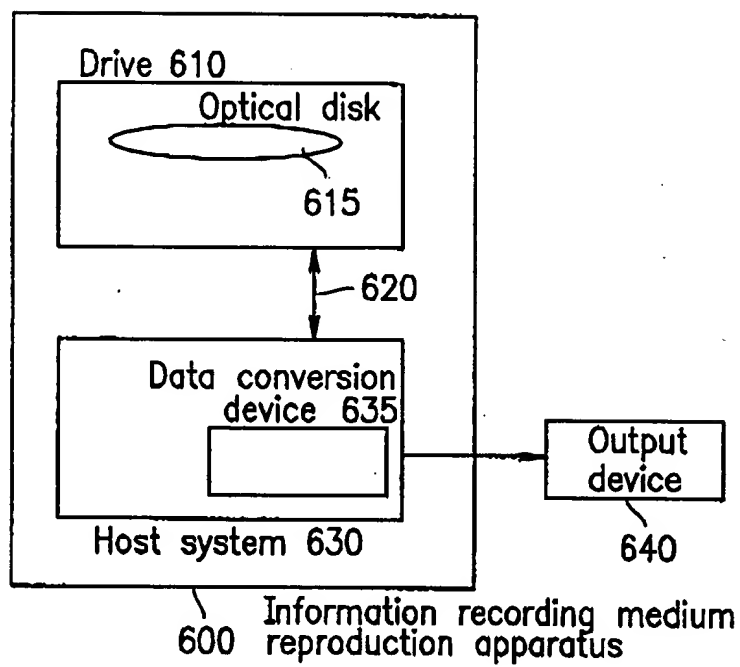 Drive 610
Optical disk
615
620
Data conversion
device 635
Output
device
640
Host system 630
600
Information recording medium
reproduction apparatus